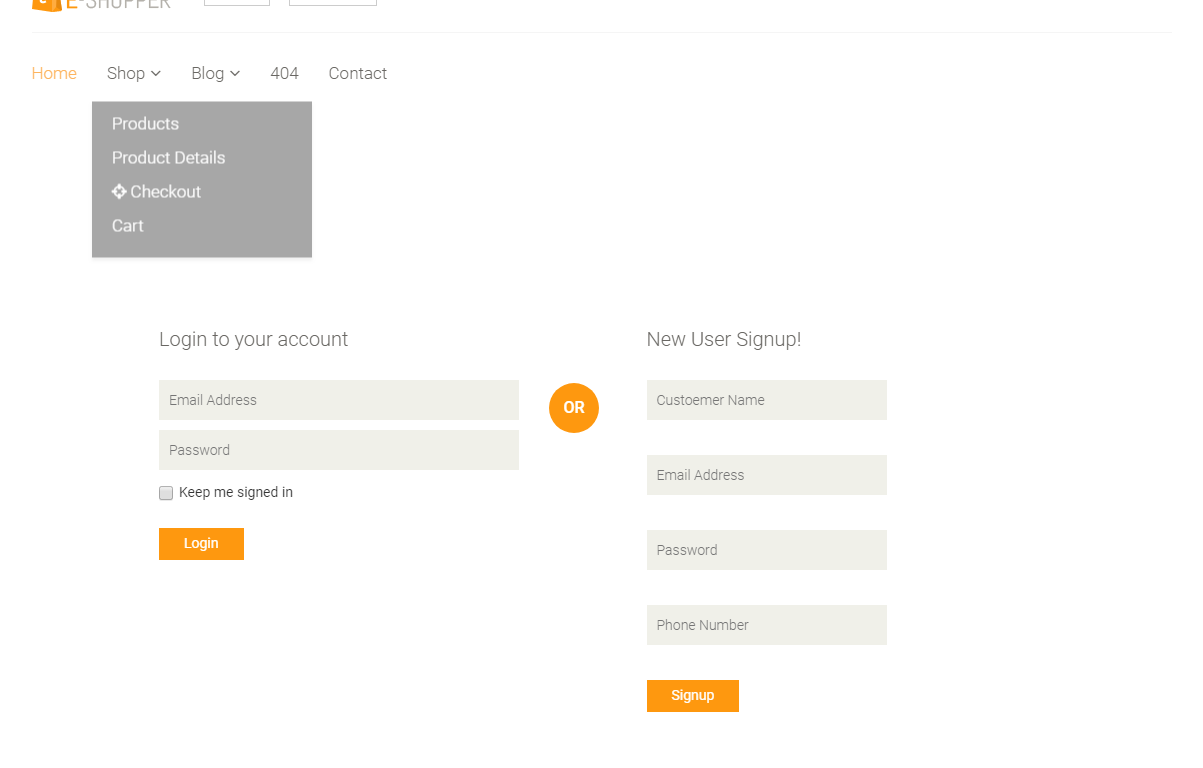 E-SHOPPER
Home Shop Blog 404 Contact
Products
Product Details
Checkout
Cart
Login to your account
Email Address
Password
Keep me signed in
Login
OR
New User Signup!
Custoemer Name
Email Address
Password
Phone Number
Signup